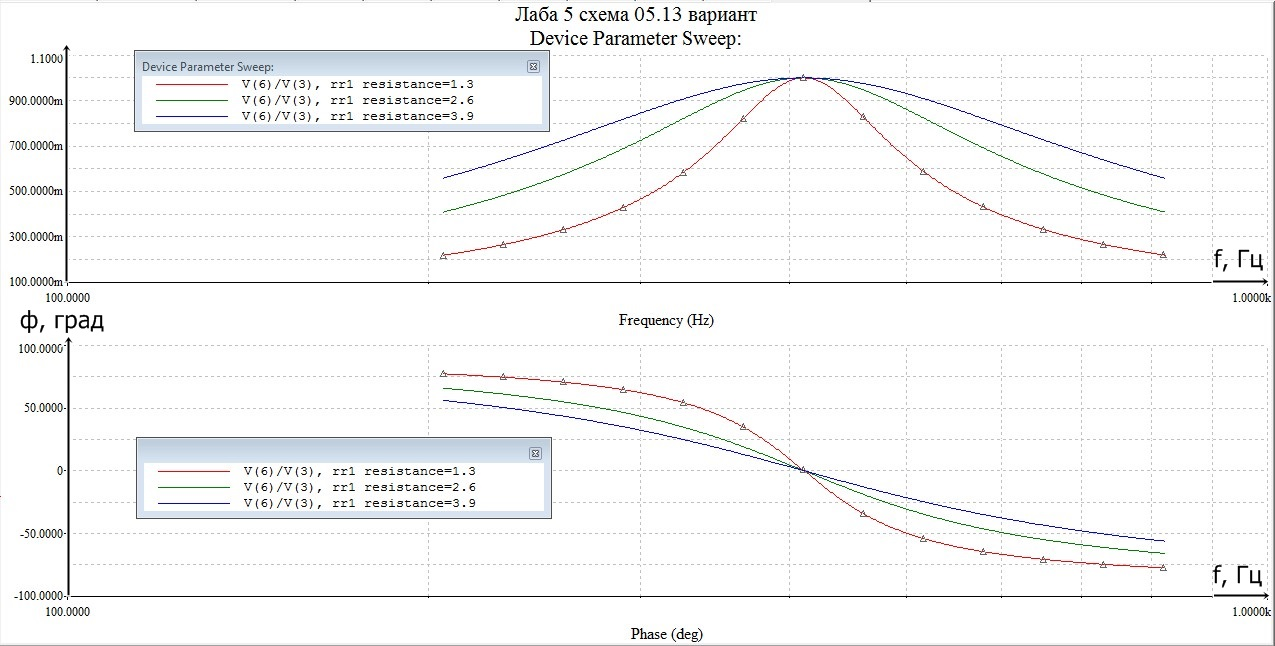 Лаба 5 схема 05.13 вариант
Device Parameter Sweep:
1.1000
Device Parameter Sweep:
V(6)/V(3), rr1 resistance=1.3
V(6)/V(3), rr1 resistance=2.6
V(6)/V(3), rr1 resistance=3.9
900.0000m
700.0000m
500.0000m
300.0000m
100.0000m
f, Гц
100.0000
1.0000k
Frequency (Hz)
ф, град
100.0000
50.0000
0
-50.0000
-100.0000
V(6)/V(3), rr1 resistance=1.3
V(6)/V(3), rr1 resistance=2.6
V(6)/V(3), rr1 resistance=3.9
f, Гц
100.0000
1.0000k
Phase (deg)